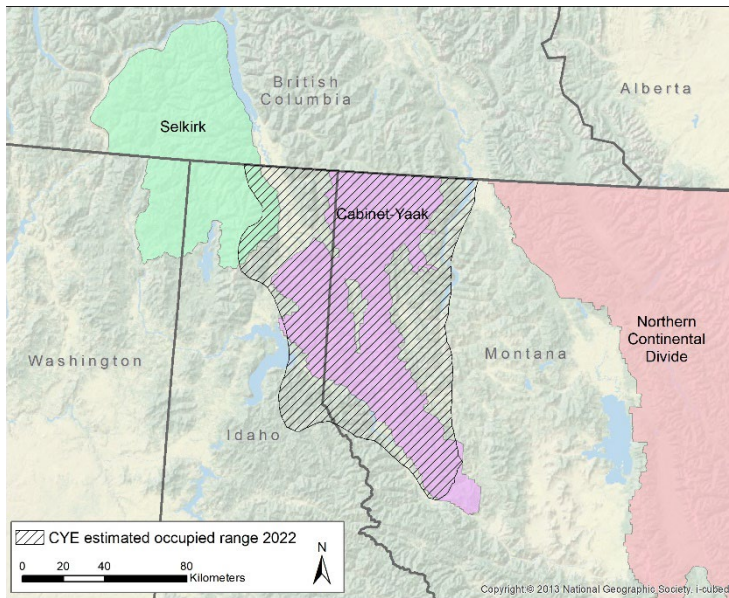 British
Columbia
Alberta
Selkirk
Cabinet-Yaak
Northern
Continental
Divide
Washington
Montana
Idaho
CYE estimated occupied range 2022
N
0 20 40 80
Kilometers
Copyright:© 2013 National Geographic Society, i-cubed